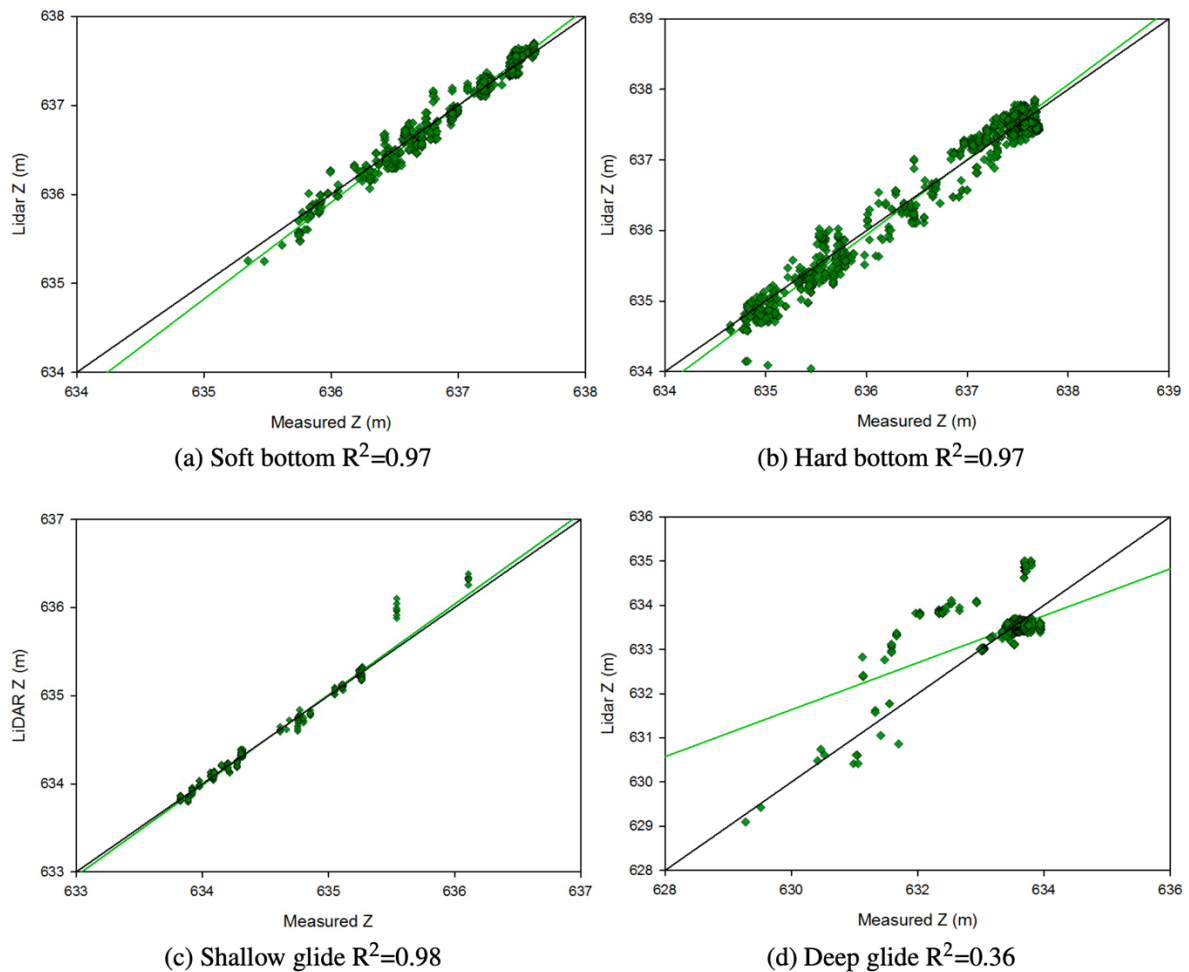 638
637
636
635
634
Lidar Z (m)
634 635 636 637 638
Measured Z (m)
(a) Soft bottom R²=0.97
639
638
637
636
635
634
Lidar Z (m)
634 635 636 637 638 639
Measured Z (m)
(b) Hard bottom R²=0.97
637
636
635
634
633
LiDAR Z (m)
633 634 635 636 637
Measured Z
(c) Shallow glide R²=0.98
636
635
634
633
632
631
630
629
628
Lidar Z (m)
628 630 632 634 636
Measured Z (m)
(d) Deep glide R²=0.36